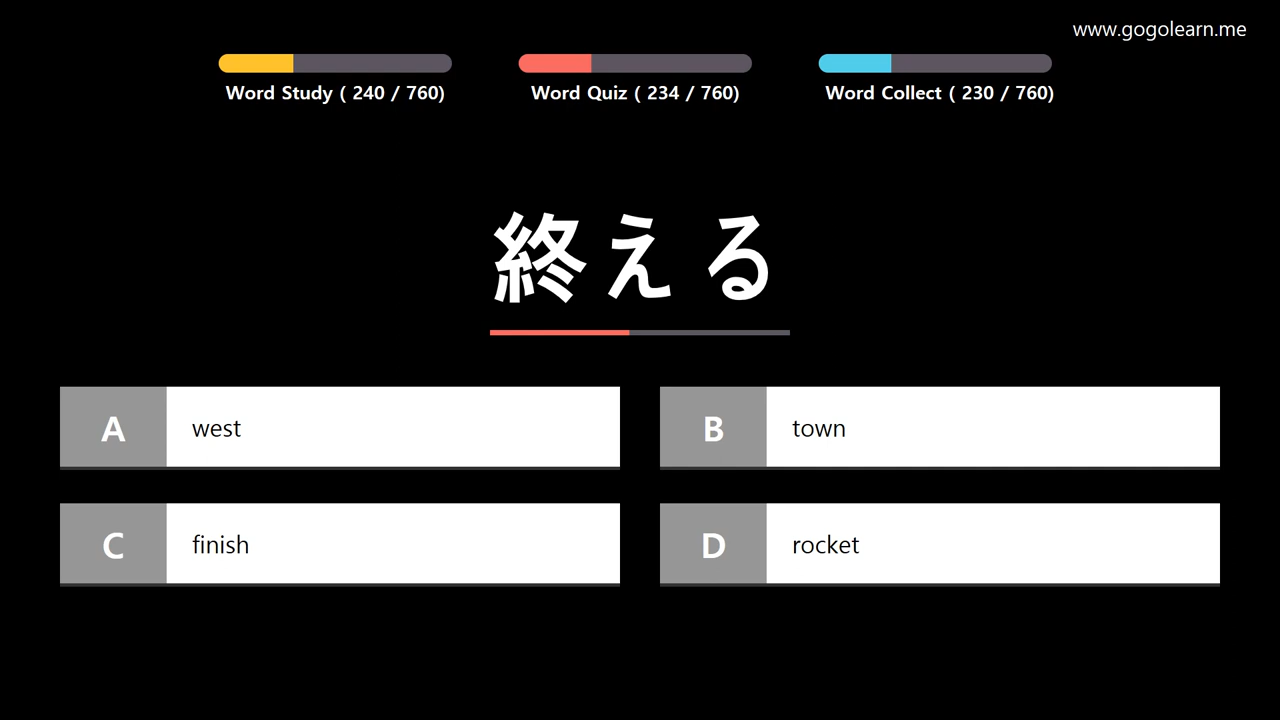 www.gogolearn.me
Word Study ( 240 / 760)
Word Quiz ( 234 / 760)
Word Collect ( 230 / 760)
終える
A west
B town
C finish
D rocket